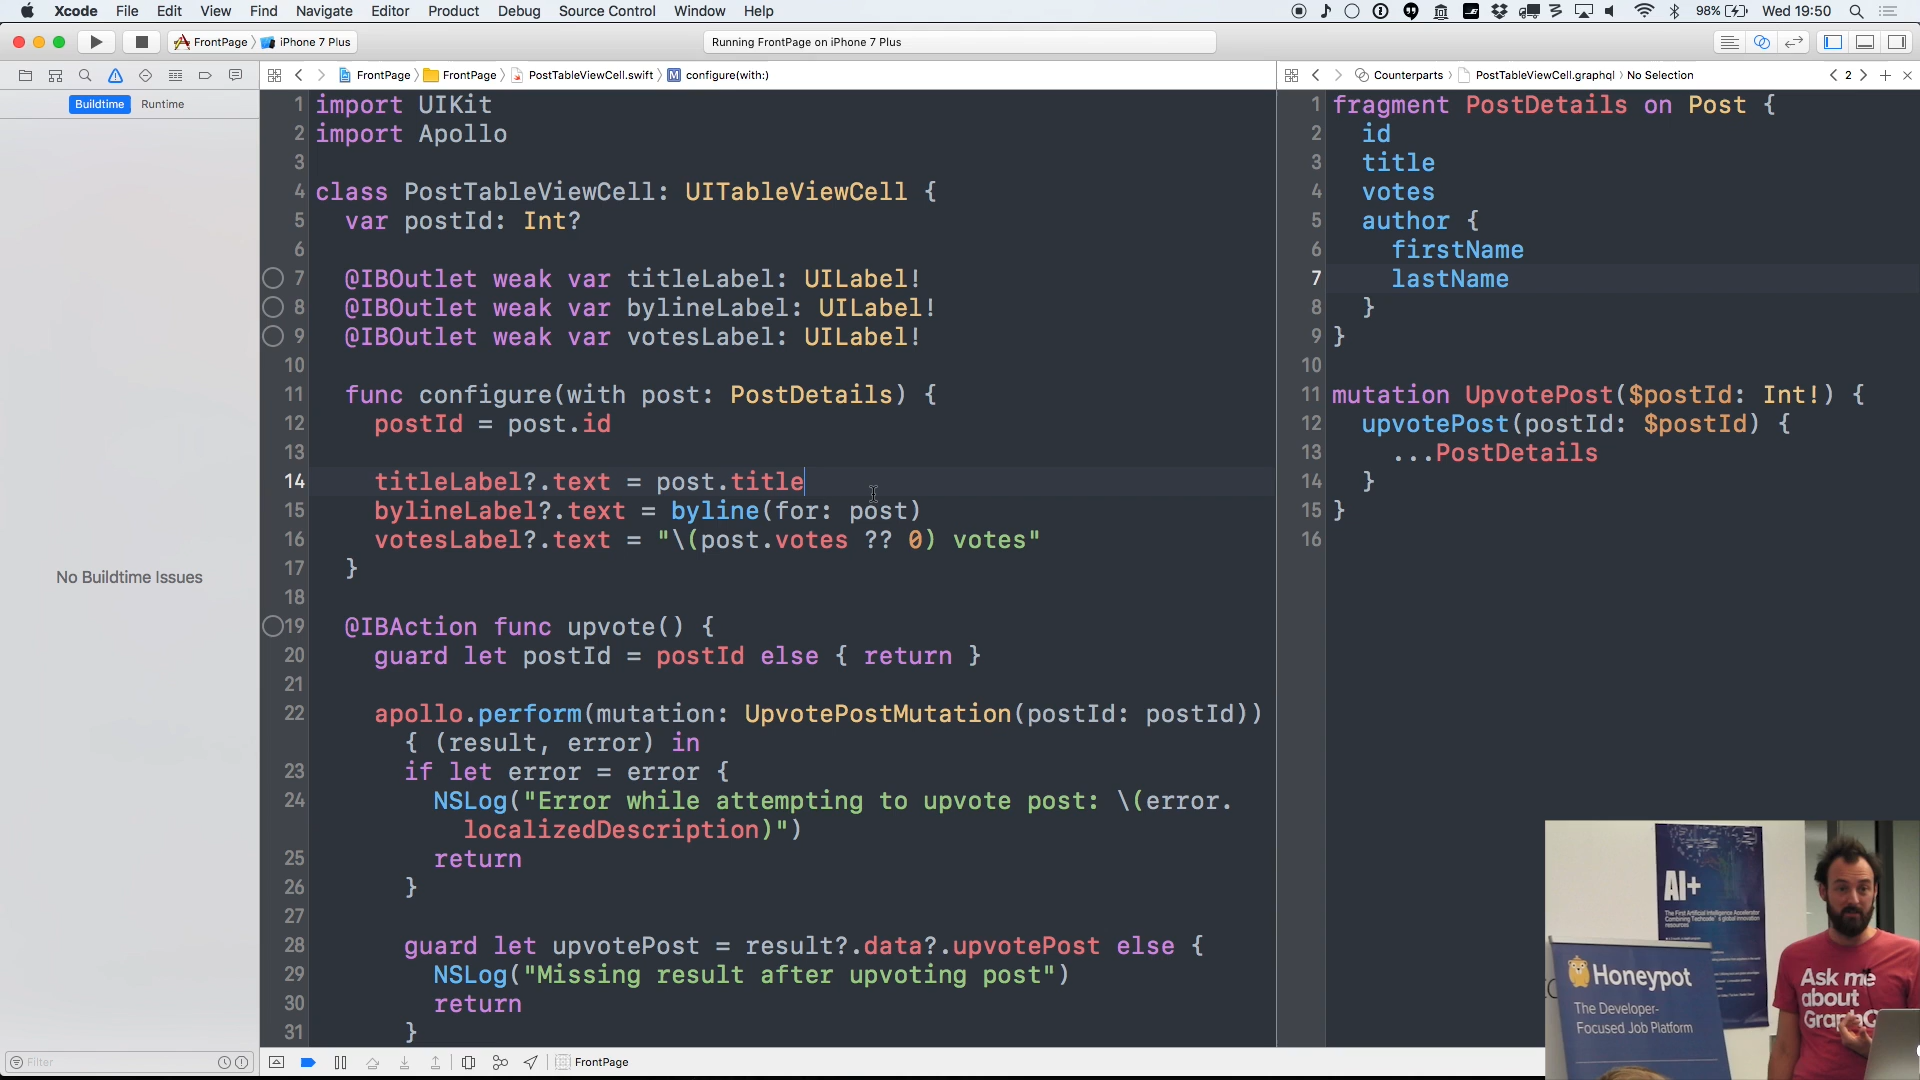 Xcode File Edit View Find Navigate Editor Product Debug Source Control Window Help
98% Wed 19:50
FrontPage iPhone 7 Plus
Running FrontPage on iPhone 7 Plus
FrontPage FrontPage PostTableViewCell.swift M configure(with:)
Counterparts PostTableViewCell.graphql No Selection 2
Buildtime Runtime
No Buildtime Issues
1 import UIKit
2 import Apollo
3
4 class PostTableViewCell: UITableViewCell {
5 var postId: Int?
6
7 @IBOutlet weak var titleLabel: UILabel!
8 @IBOutlet weak var bylineLabel: UILabel!
9 @IBOutlet weak var votesLabel: UILabel!
10
11 func configure(with post: PostDetails) {
12 postId = post.id
13
14 titleLabel?.text = post.title
15 bylineLabel?.text = byline(for: post)
16 votesLabel?.text = "\(post.votes ?? 0) votes"
17 }
18
19 @IBAction func upvote() {
20 guard let postId = postId else { return }
21
22 apollo.perform(mutation: UpvotePostMutation(postId: postId))
{ (result, error) in
23 if let error = error {
24 NSLog("Error while attempting to upvote post: \(error.
localizedDescription)")
25 return
26 }
27
28 guard let upvotePost = result?.data?.upvotePost else {
29 NSLog("Missing result after upvoting post")
30 return
31 }
1 fragment PostDetails on Post {
2 id
3 title
4 votes
5 author {
6 firstName
7 lastName
8 }
9 }
10
11 mutation UpvotePost($postId: Int!) {
12 upvotePost(postId: $postId) {
13 ...PostDetails
14 }
15 }
16
Filter
FrontPage
AI+
The First Artificial Intelligence Accelerator
Honeypot
The Developer-
Focused Job Platform
Ask me
about